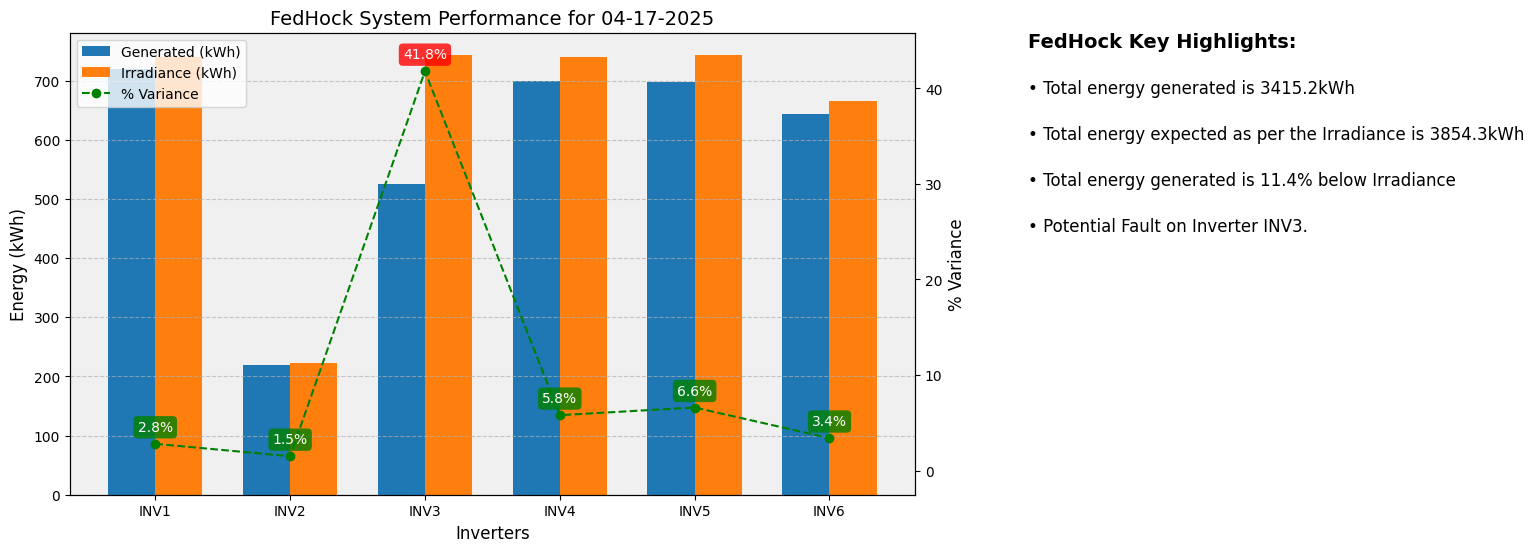 FedHock System Performance for 04-17-2025
Generated (kWh)
Irradiance (kWh)
% Variance
Energy (kWh)
700
600
500
400
300
200
100
0
2.8%
1.5%
41.8%
5.8%
6.6%
3.4%
40
30
20
10
0
% Variance
INV1
INV2
INV3
INV4
INV5
INV6
Inverters
FedHock Key Highlights:
• Total energy generated is 3415.2kWh
• Total energy expected as per the Irradiance is 3854.3kWh
• Total energy generated is 11.4% below Irradiance
• Potential Fault on Inverter INV3.